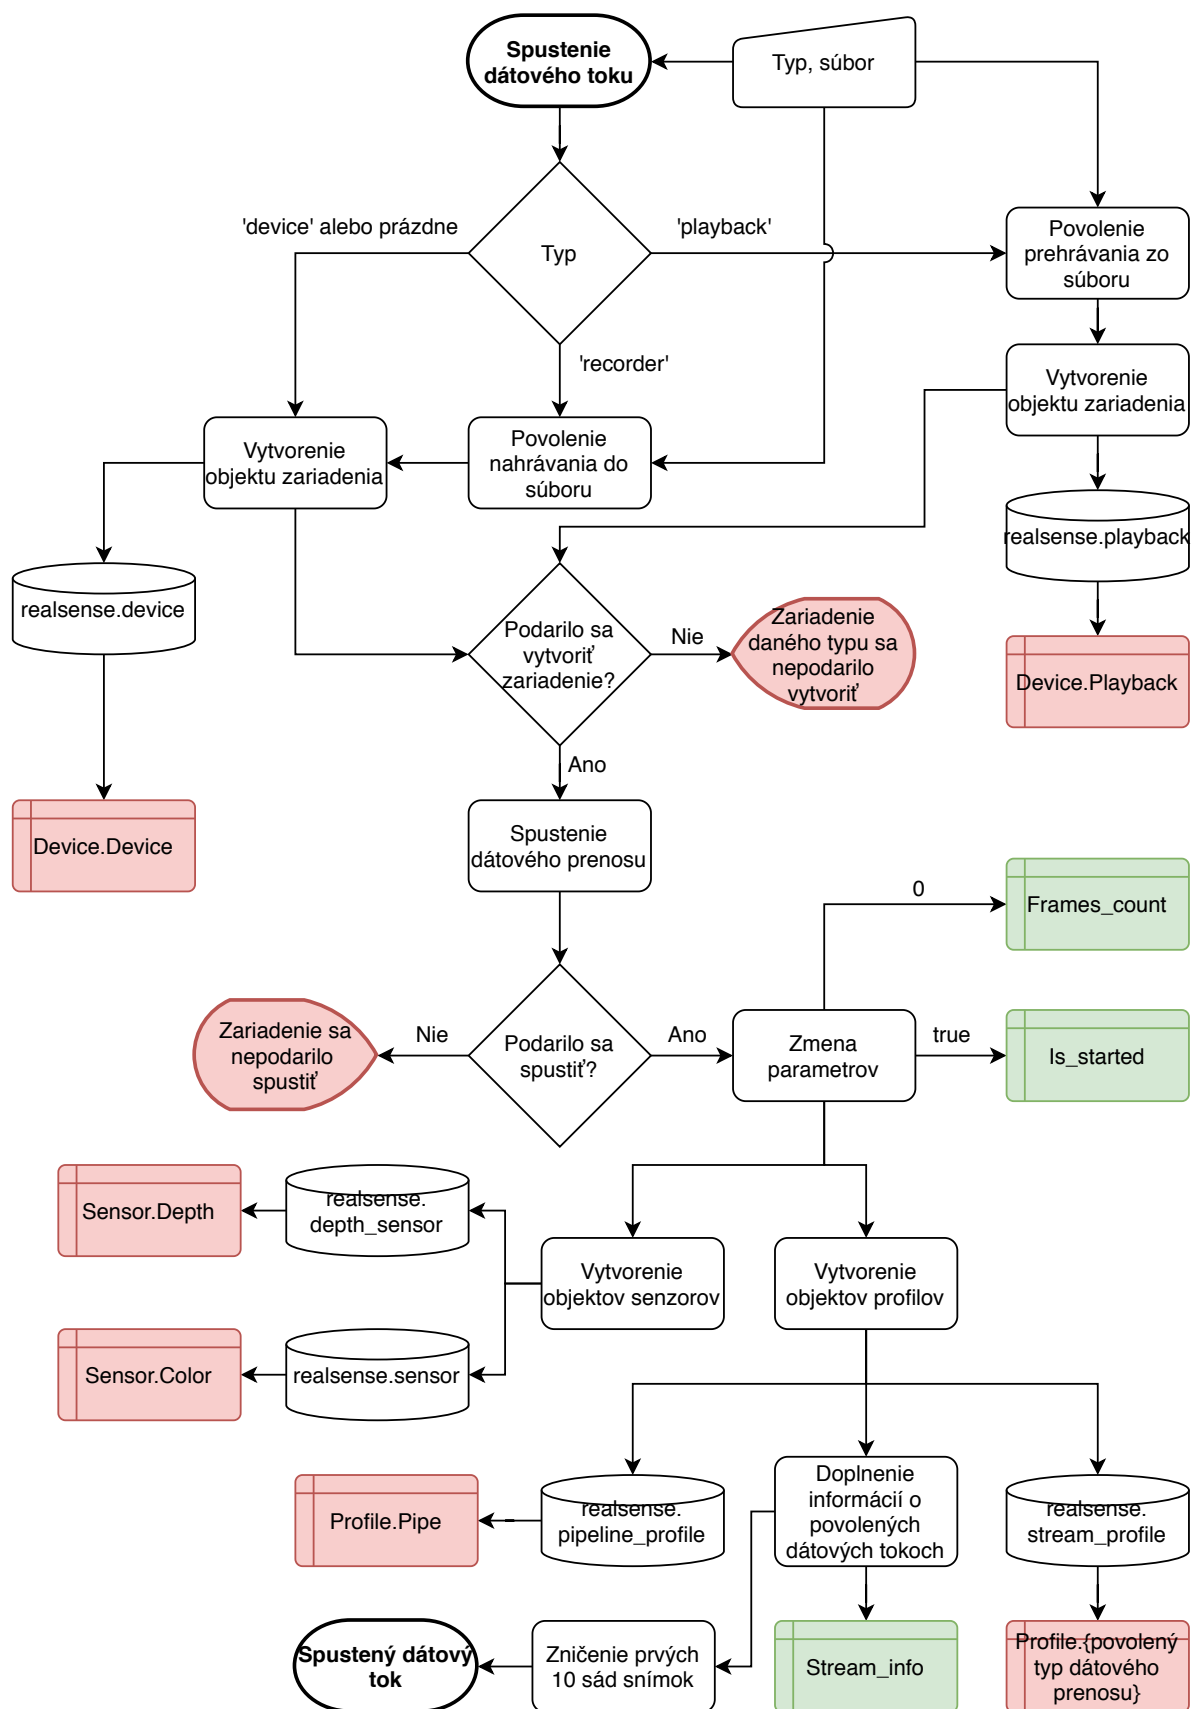 Spustenie
dátového toku
Typ, súbor
'device' alebo prázdne
Typ
'playback'
Povolenie
prehrávania zo
súboru
'recorder'
Vytvorenie
objektu zariadenia
Vytvorenie
objektu zariadenia
Povolenie
nahrávania do
súboru
realsense.playback
realsense.device
Podarilo sa
vytvoriť
zariadenie?
Nie
Zariadenie
daného typu sa
nepodarilo
vytvoriť
Device.Playback
Ano
Device.Device
Spustenie
dátového prenosu
0
Frames_count
Zariadenie sa
nepodarilo
spustiť
Nie
Podarilo sa
spustiť?
Ano
Zmena
parametrov
true
Is_started
Sensor.Depth
realsense.
depth_sensor
Vytvorenie
objektov senzorov
Vytvorenie
objektov profilov
Sensor.Color
realsense.sensor
Profile.Pipe
realsense.
pipeline_profile
Doplnenie
informácií o
povolených
dátových tokoch
realsense.
stream_profile
Spustený dátový
tok
Zničenie prvých
10 sád snímok
Stream_info
Profile.{povolený
typ dátového
prenosu}